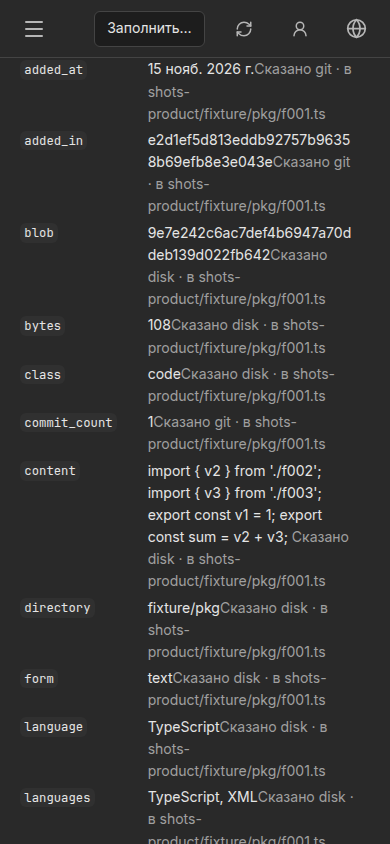 Заполнить...
added_at
15 нояб. 2026 г.Сказано git · в
shots-
product/fixture/pkg/f001.ts
added_in
e2d1ef5d813eddb92757b9635
8b69efb8e3e043eСказано git
· в shots-
product/fixture/pkg/f001.ts
blob
9e7e242c6ac7def4b6947a70d
deb139d022fb642Сказано
disk · в shots-
product/fixture/pkg/f001.ts
bytes
108Сказано disk · в shots-
product/fixture/pkg/f001.ts
class
codeСказано disk · в shots-
product/fixture/pkg/f001.ts
commit_count
1Сказано git · в shots-
product/fixture/pkg/f001.ts
content
import { v2 } from './f002';
import { v3 } from './f003';
export const v1 = 1; export
const sum = v2 + v3; Сказано
disk · в shots-
product/fixture/pkg/f001.ts
directory
fixture/pkgСказано disk · в
shots-
product/fixture/pkg/f001.ts
form
textСказано disk · в shots-
product/fixture/pkg/f001.ts
language
TypeScriptСказано disk · в
shots-
product/fixture/pkg/f001.ts
languages
TypeScript, XMLСказано disk ·
в shots-
product/fixture/pkg/f001.ts